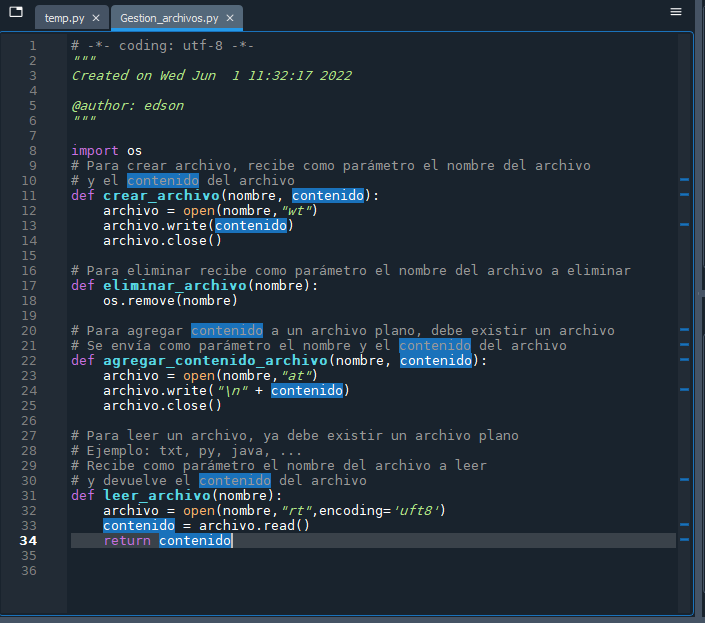 temp.py × Gestion_archivos.py ×
1 # -*- coding: utf-8 -*-
2 """
3 Created on Wed Jun  1 11:32:17 2022
4
5 @author: edson
6 """
7
8 import os
9 # Para crear archivo, recibe como parámetro el nombre del archivo
10 # y el contenido del archivo
11 def crear_archivo(nombre, contenido):
12     archivo = open(nombre,"wt")
13     archivo.write(contenido)
14     archivo.close()
15
16 # Para eliminar recibe como parámetro el nombre del archivo a eliminar
17 def eliminar_archivo(nombre):
18     os.remove(nombre)
19
20 # Para agregar contenido a un archivo plano, debe existir un archivo
21 # Se envía como parámetro el nombre y el contenido del archivo
22 def agregar_contenido_archivo(nombre, contenido):
23     archivo = open(nombre,"at")
24     archivo.write("\n" + contenido)
25     archivo.close()
26
27 # Para leer un archivo, ya debe existir un archivo plano
28 # Ejemplo: txt, py, java, ...
29 # Recibe como parámetro el nombre del archivo a leer
30 # y devuelve el contenido del archivo
31 def leer_archivo(nombre):
32     archivo = open(nombre,"rt",encoding='uft8')
33     contenido = archivo.read()
34     return contenido
35
36